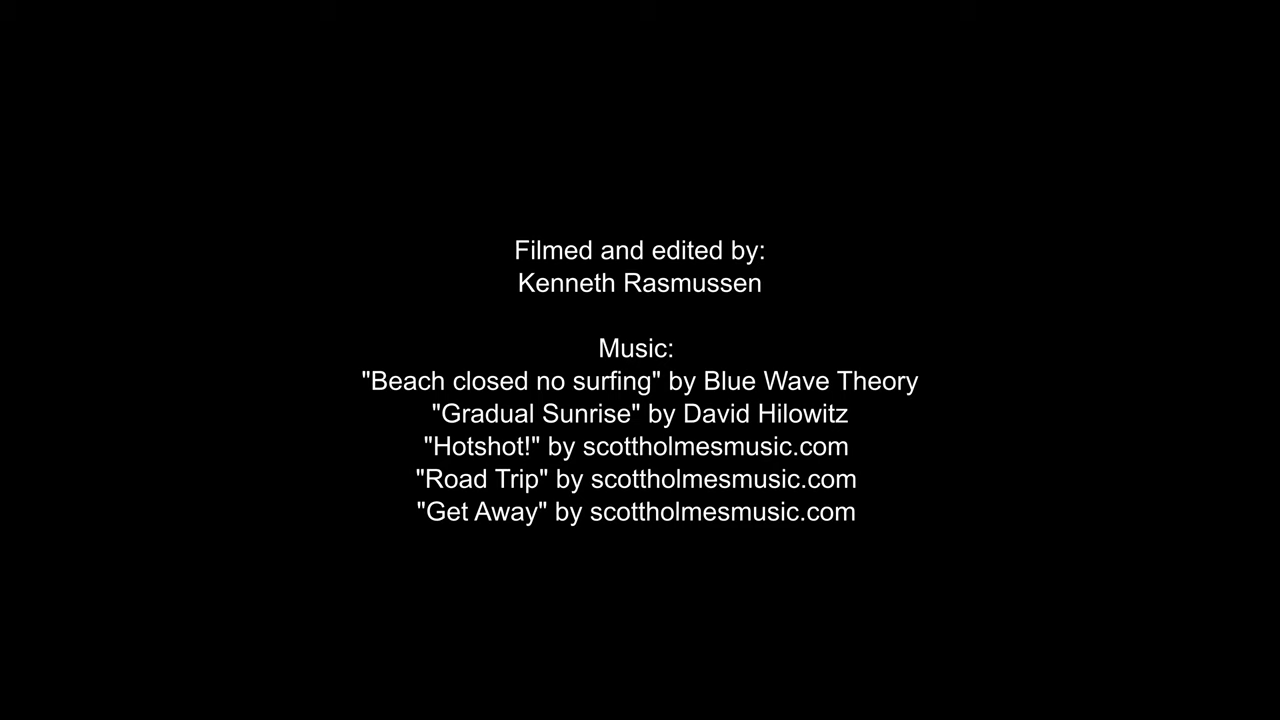 Filmed and edited by:
Kenneth Rasmussen
Music:
"Beach closed no surfing" by Blue Wave Theory
"Gradual Sunrise" by David Hilowitz
"Hotshot!" by scottholmesmusic.com
"Road Trip" by scottholmesmusic.com
"Get Away" by scottholmesmusic.com